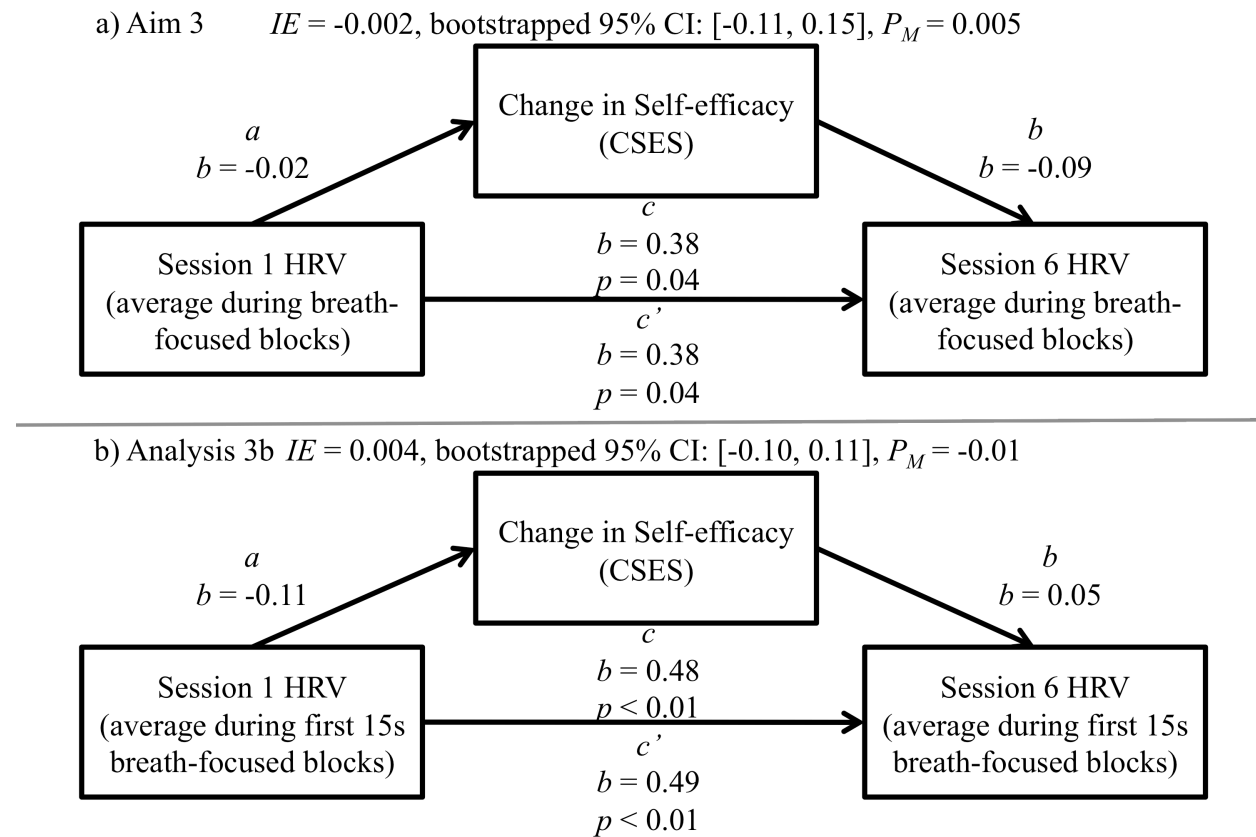 a) Aim 3 IE = -0.002, bootstrapped 95% CI: [-0.11, 0.15], PM = 0.005
Change in Self-efficacy
(CSES)
a
b = -0.02
b
b = -0.09
c
b = 0.38
p = 0.04
c’
b = 0.38
p = 0.04
Session 1 HRV
(average during breath-
focused blocks)
Session 6 HRV
(average during breath-
focused blocks)
b) Analysis 3b IE = 0.004, bootstrapped 95% CI: [-0.10, 0.11], PM = -0.01
Change in Self-efficacy
(CSES)
a
b = -0.11
b
b = 0.05
c
b = 0.48
p < 0.01
c’
b = 0.49
p < 0.01
Session 1 HRV
(average during first 15s
breath-focused blocks)
Session 6 HRV
(average during first 15s
breath-focused blocks)